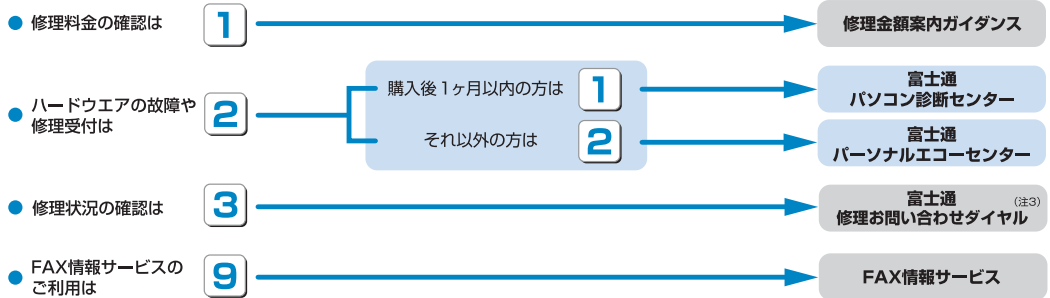 ● 修理料金の確認は 1 修理金額案内ガイダンス
● ハードウエアの故障や
修理受付は 2
購入後1ヶ月以内の方は 1 富士通
パソコン診断センター
それ以外の方は 2 富士通
パーソナルエコーセンター
● 修理状況の確認は 3 富士通 (注3)
修理お問い合わせダイヤル
● FAX情報サービスの
ご利用は 9 FAX情報サービス